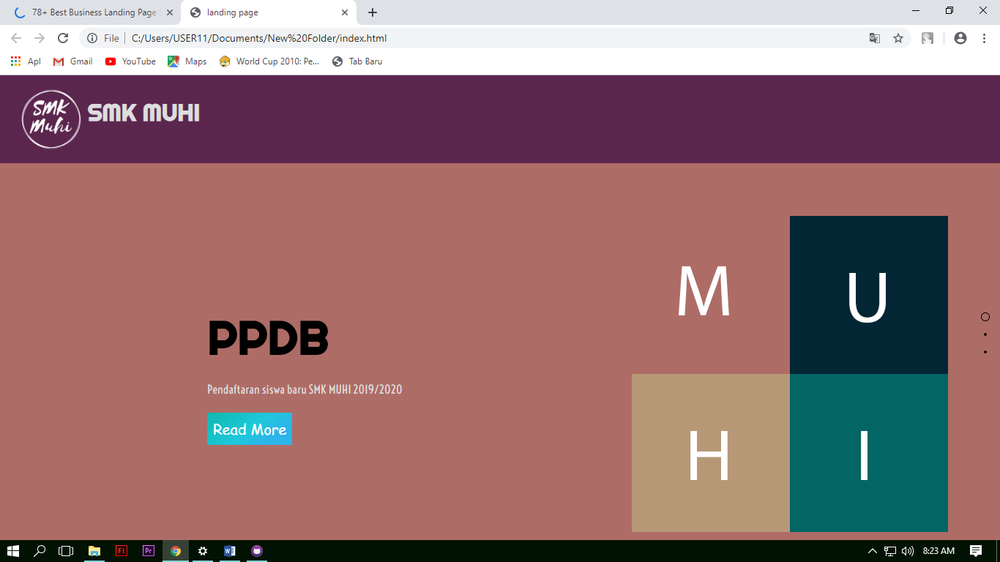 78+ Best Business Landing Page
landing page
File
C:/Users/USER11/Documents/New%20Folder/index.html
Apl
Gmail
YouTube
Maps
World Cup 2010: Pe...
Tab Baru
SMK
Muhi
SMK MUHI
M
U
H
I
PPDB
Pendaftaran siswa baru SMK MUHI 2019/2020
Read More
Fl
Pr
8:23 AM